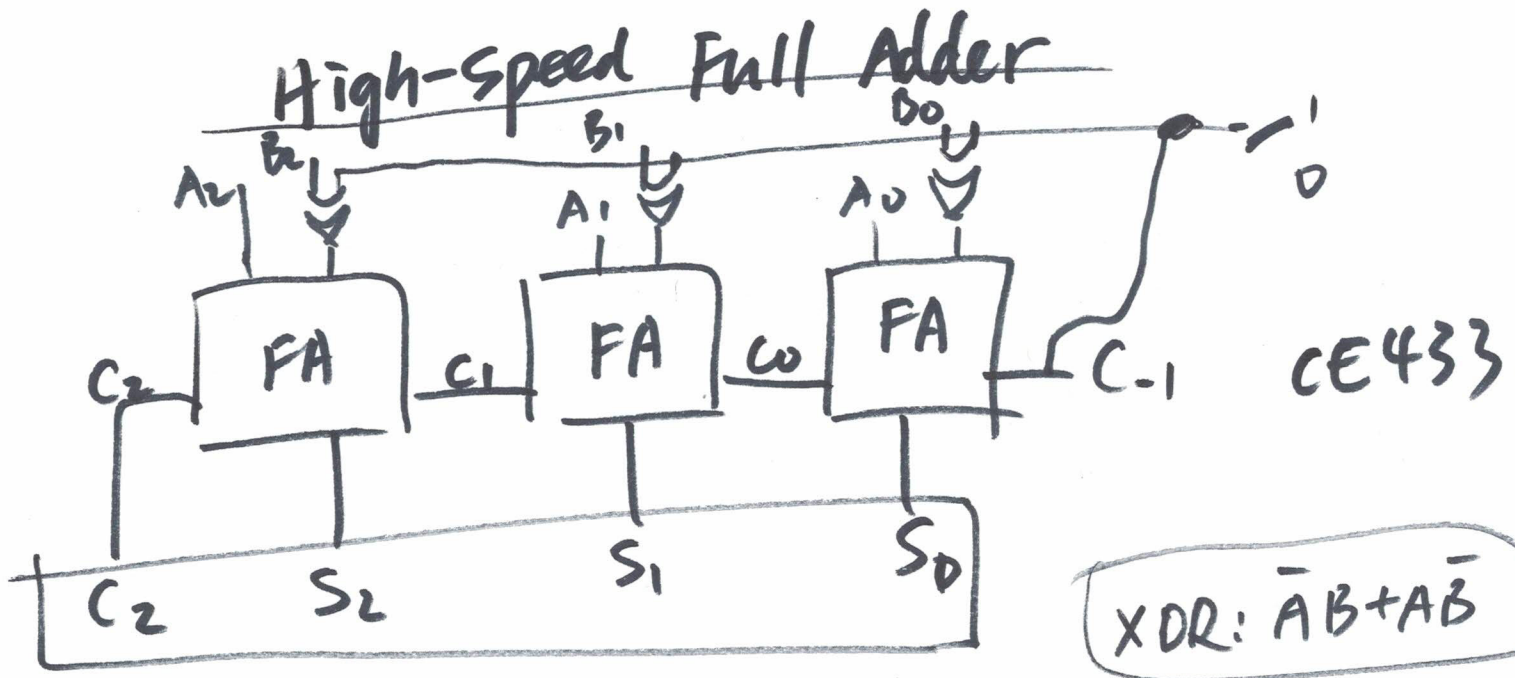 High-Speed Full Adder
B2 B1 B0
A2 A1 A0 1
0
FA FA FA
C2 C1 C0 C-1 CE433
C2 S2 S1 S0
XOR: A̅B+AB̅